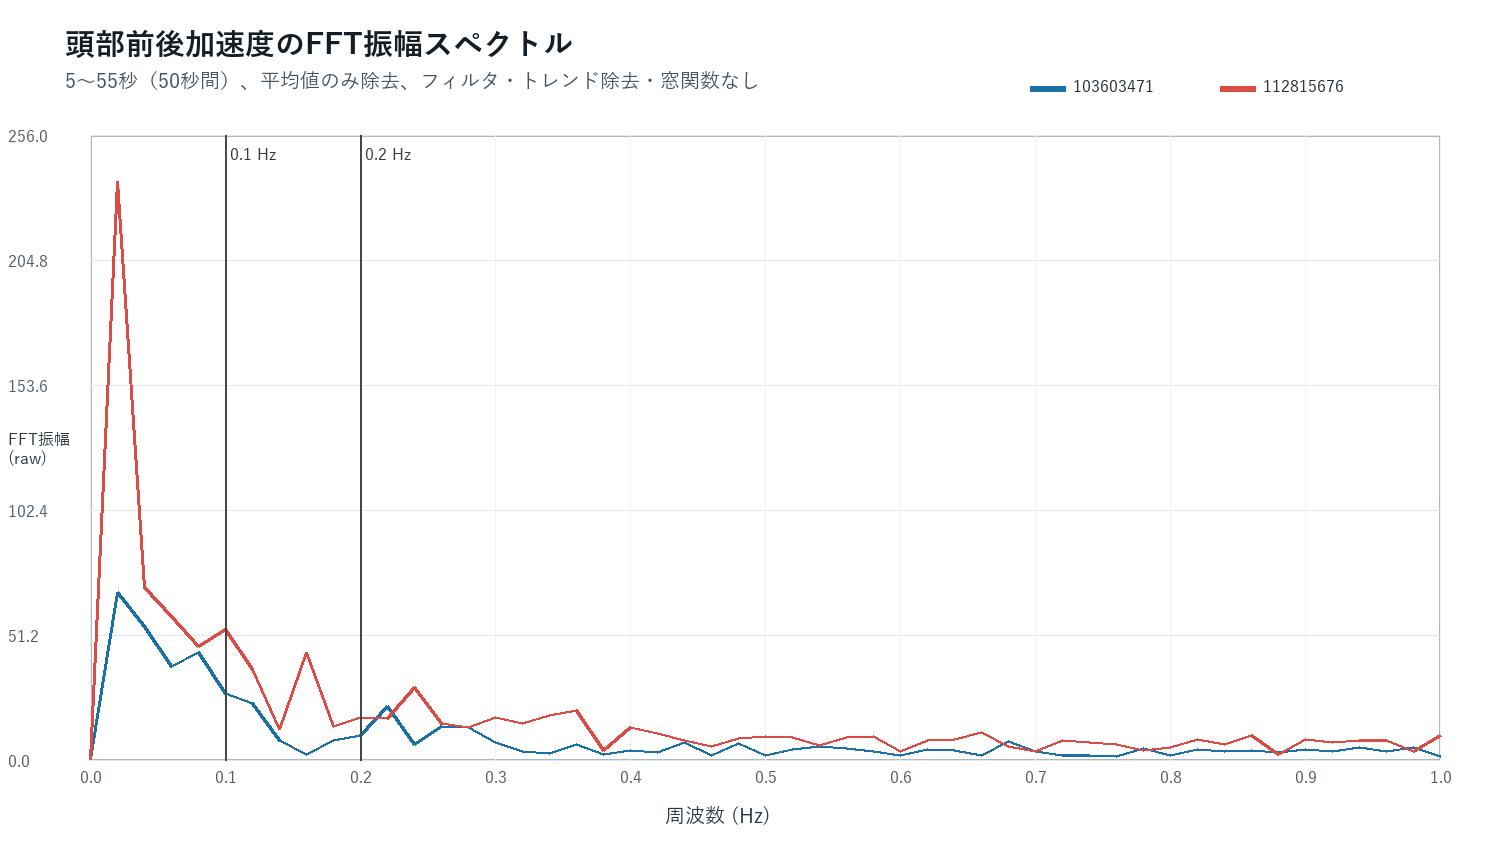 頭部前後加速度のFFT振幅スペクトル
5～55秒（50秒間）、平均値のみ除去、フィルタ・トレンド除去・窓関数なし
103603471
112815676
256.0
0.1 Hz
0.2 Hz
204.8
153.6
FFT振幅
(raw)
102.4
51.2
0.0
0.0
0.1
0.2
0.3
0.4
0.5
0.6
0.7
0.8
0.9
1.0
周波数 (Hz)